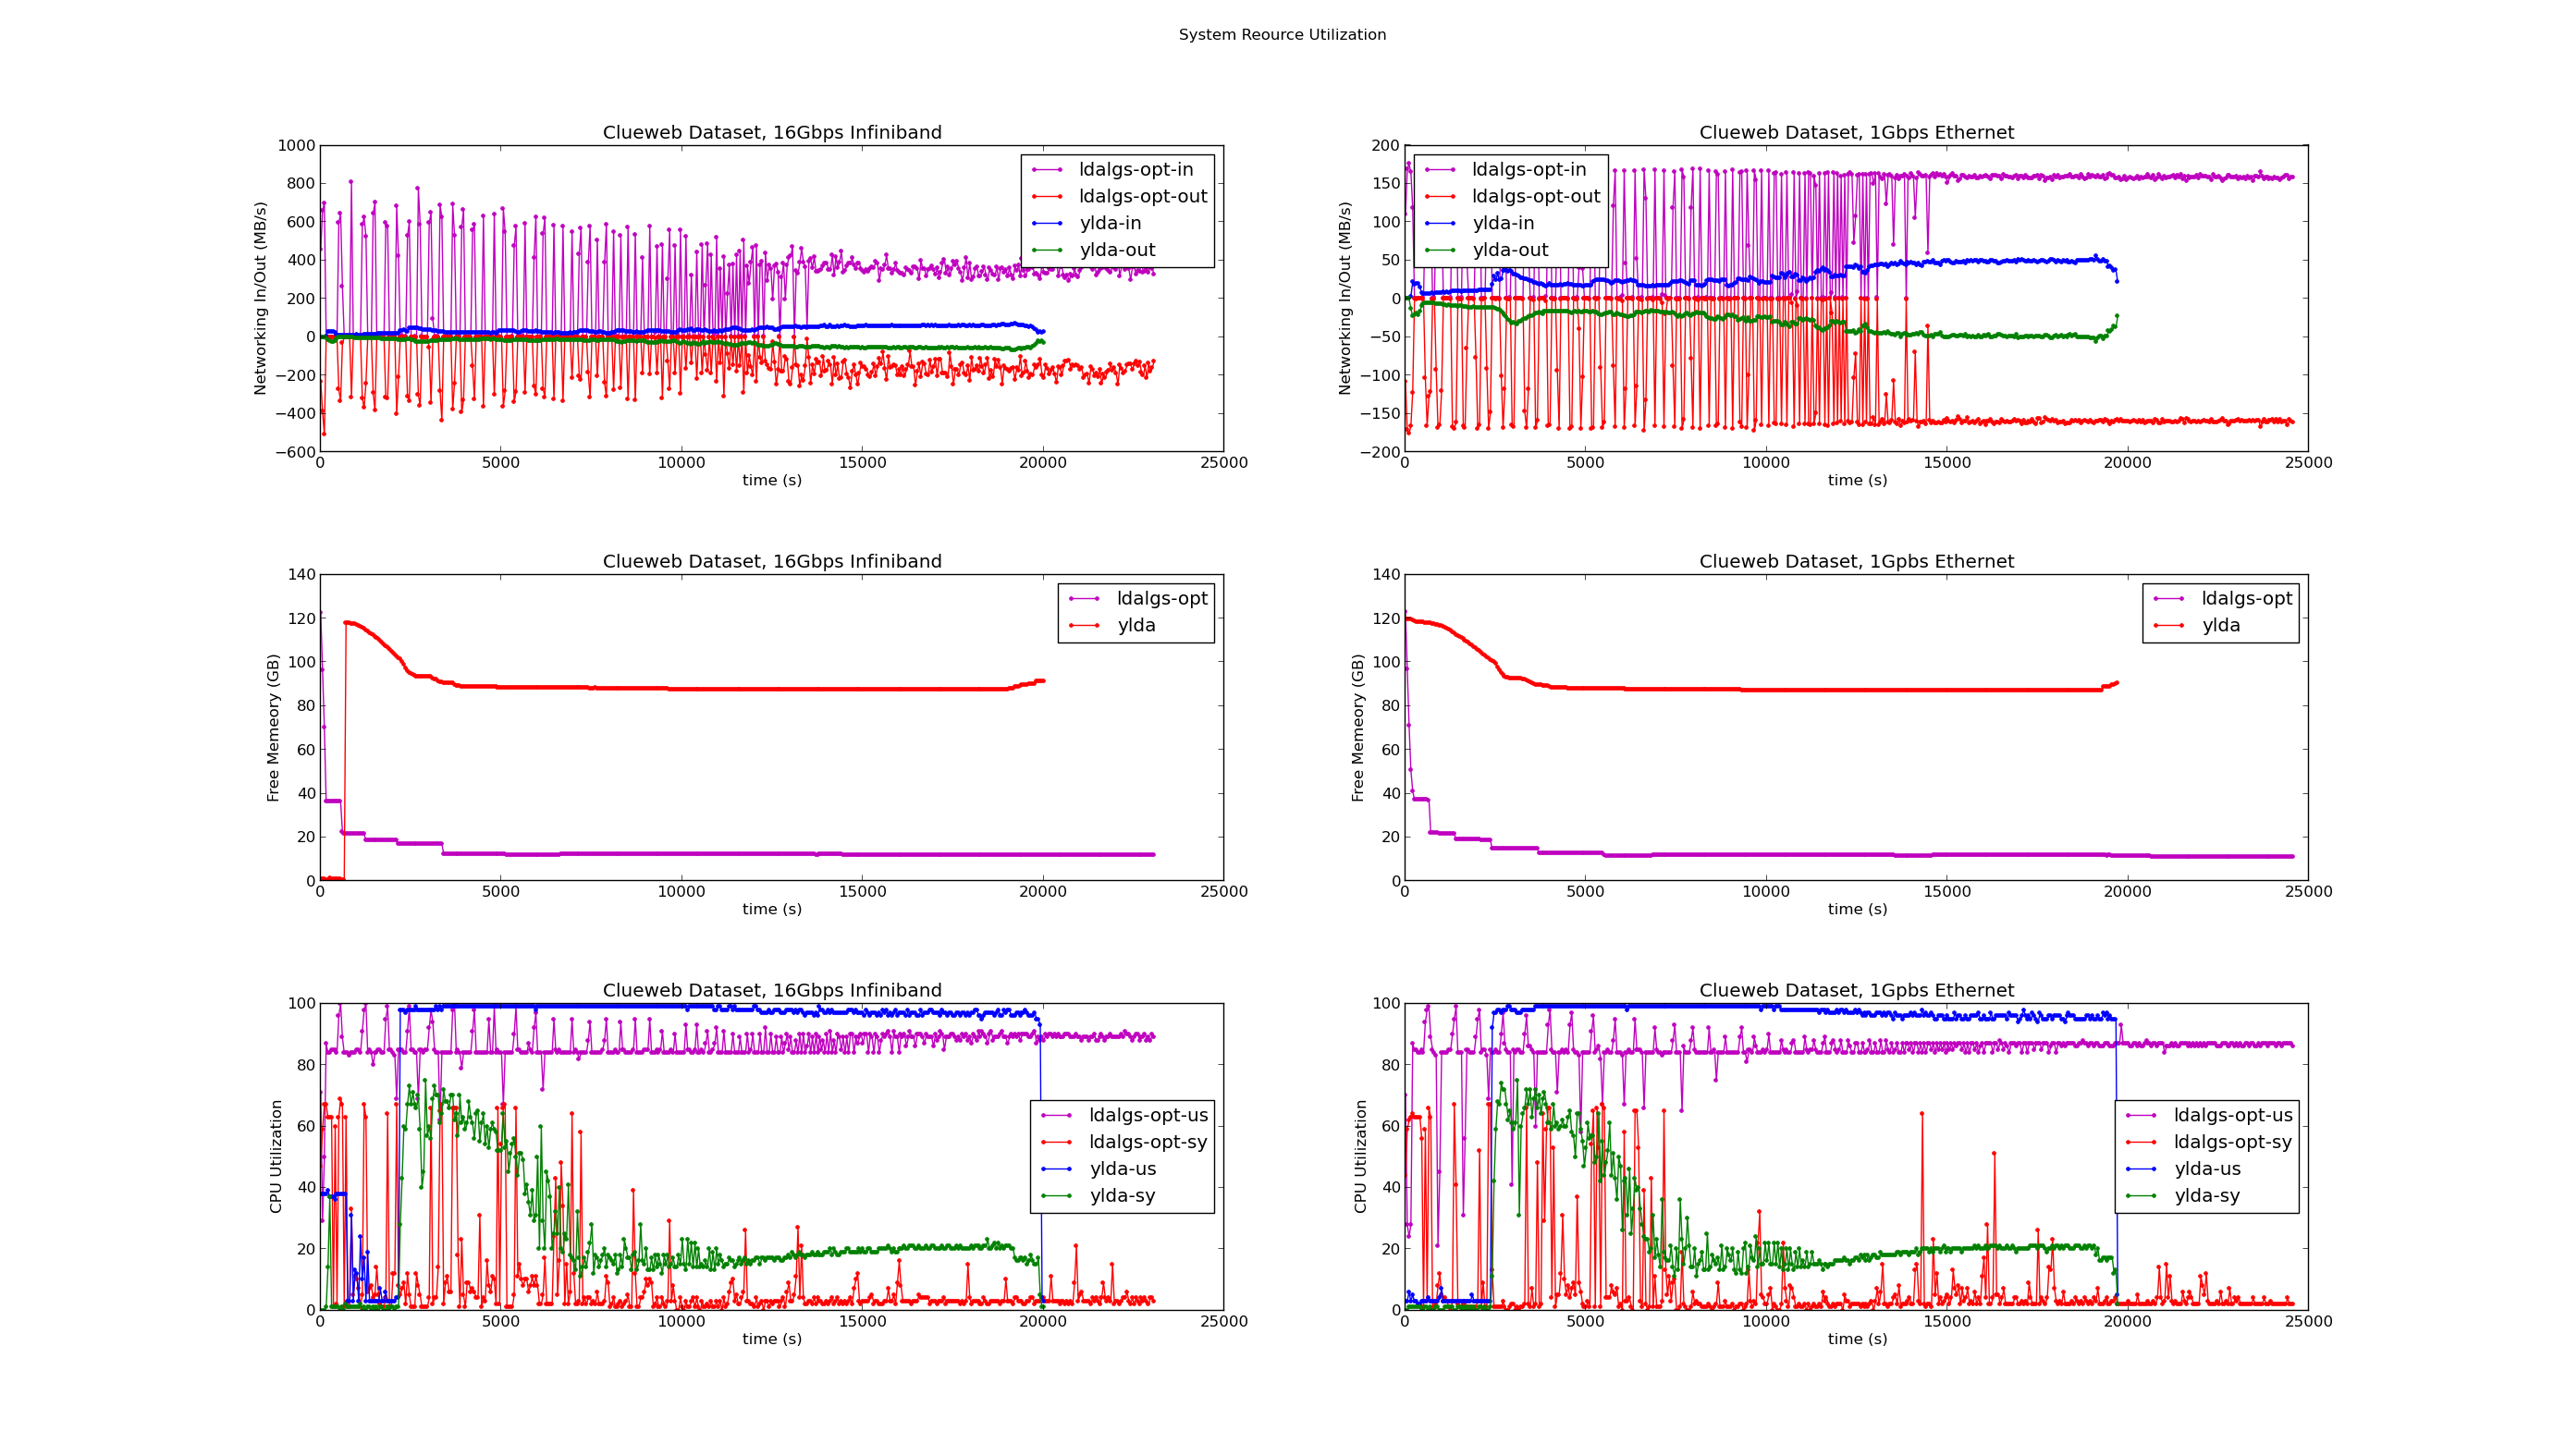 System Reource Utilization
Clueweb Dataset, 16Gbps Infiniband
1000
800
600
400
200
0
−200
−400
−600
Networking In/Out (MB/s)
ldalgs-opt-in
ldalgs-opt-out
ylda-in
ylda-out
0 5000 10000 15000 20000 25000
time (s)
Clueweb Dataset, 1Gbps Ethernet
200
150
100
50
0
−50
−100
−150
−200
Networking In/Out (MB/s)
ldalgs-opt-in
ldalgs-opt-out
ylda-in
ylda-out
0 5000 10000 15000 20000 25000
time (s)
Clueweb Dataset, 16Gbps Infiniband
140
120
100
80
60
40
20
0
Free Memeory (GB)
ldalgs-opt
ylda
0 5000 10000 15000 20000 25000
time (s)
Clueweb Dataset, 1Gpbs Ethernet
140
120
100
80
60
40
20
0
Free Memeory (GB)
ldalgs-opt
ylda
0 5000 10000 15000 20000 25000
time (s)
Clueweb Dataset, 16Gbps Infiniband
100
80
60
40
20
0
CPU Utilization
ldalgs-opt-us
ldalgs-opt-sy
ylda-us
ylda-sy
0 5000 10000 15000 20000 25000
time (s)
Clueweb Dataset, 1Gpbs Ethernet
100
80
60
40
20
0
CPU Utilization
ldalgs-opt-us
ldalgs-opt-sy
ylda-us
ylda-sy
0 5000 10000 15000 20000 25000
time (s)